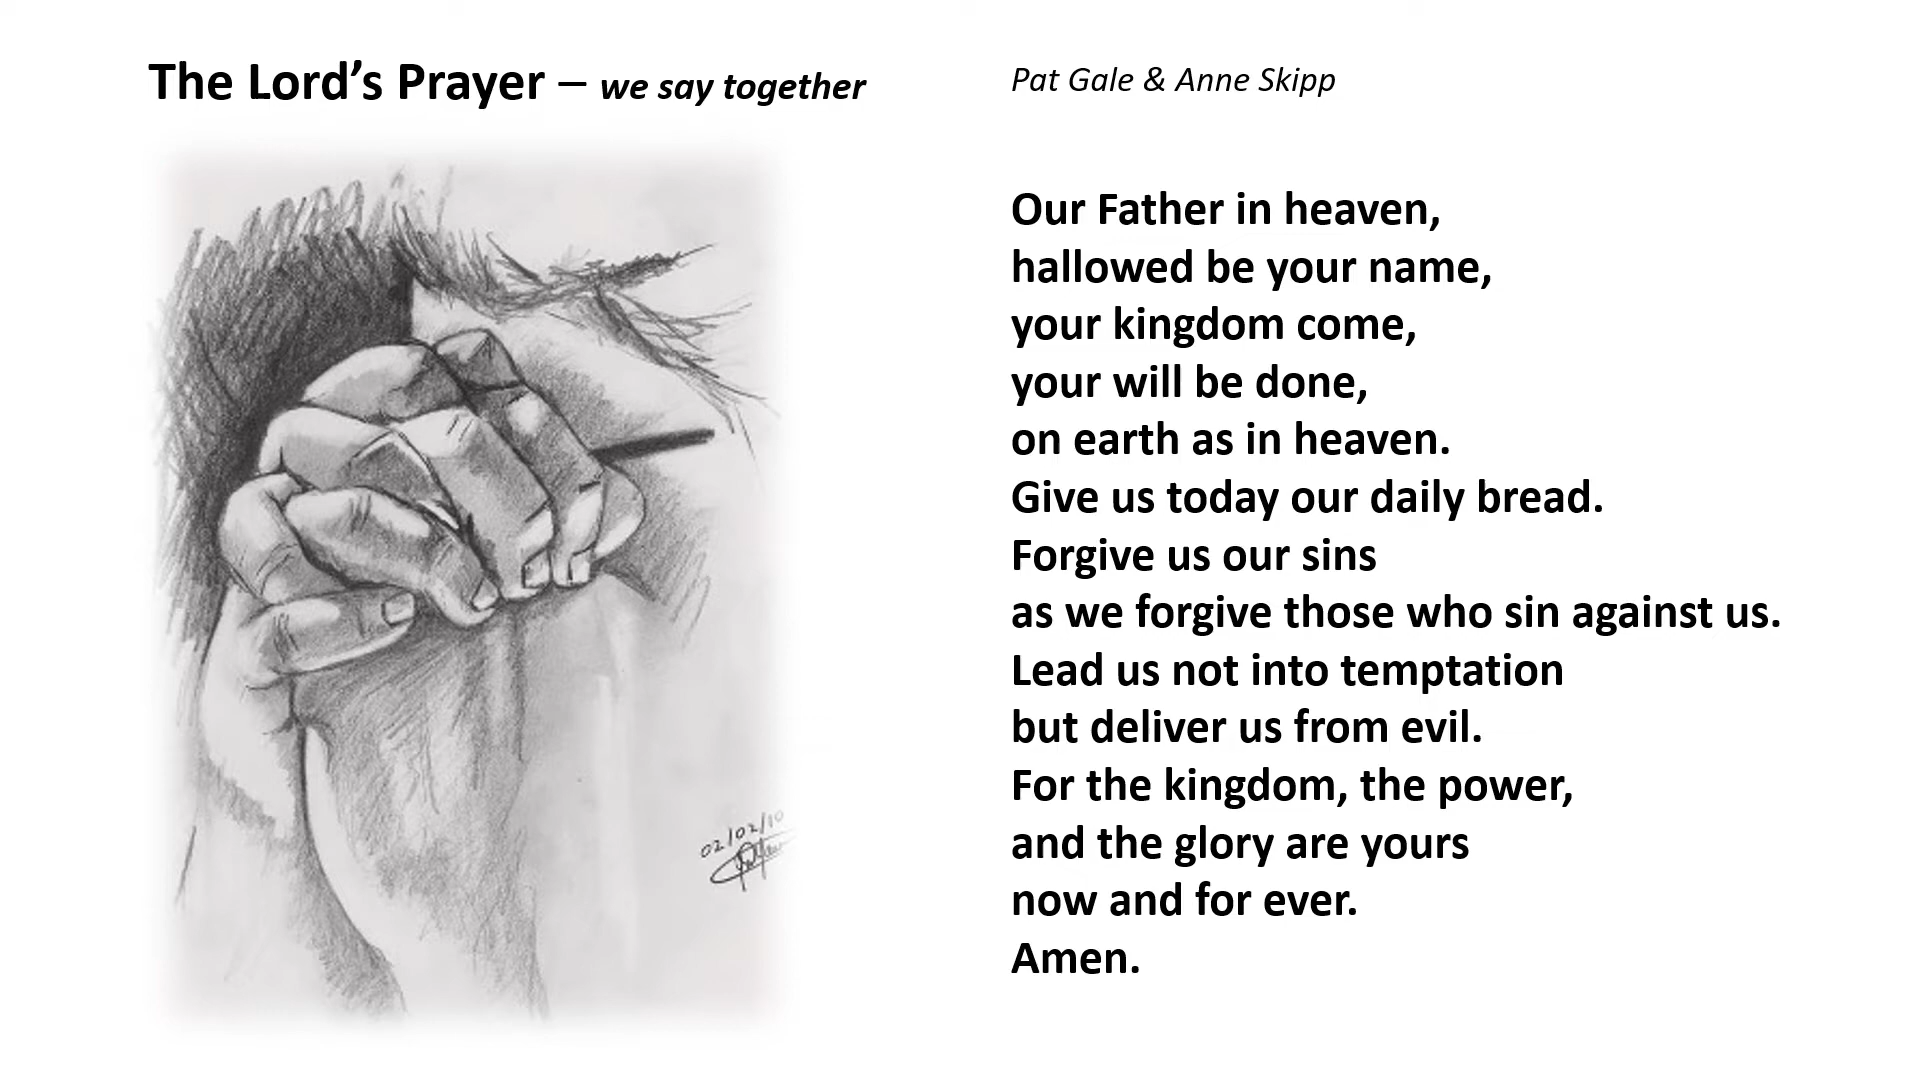 The Lord’s Prayer – we say together
Pat Gale & Anne Skipp
Our Father in heaven,
hallowed be your name,
your kingdom come,
your will be done,
on earth as in heaven.
Give us today our daily bread.
Forgive us our sins
as we forgive those who sin against us.
Lead us not into temptation
but deliver us from evil.
For the kingdom, the power,
and the glory are yours
now and for ever.
Amen.
02/02/10